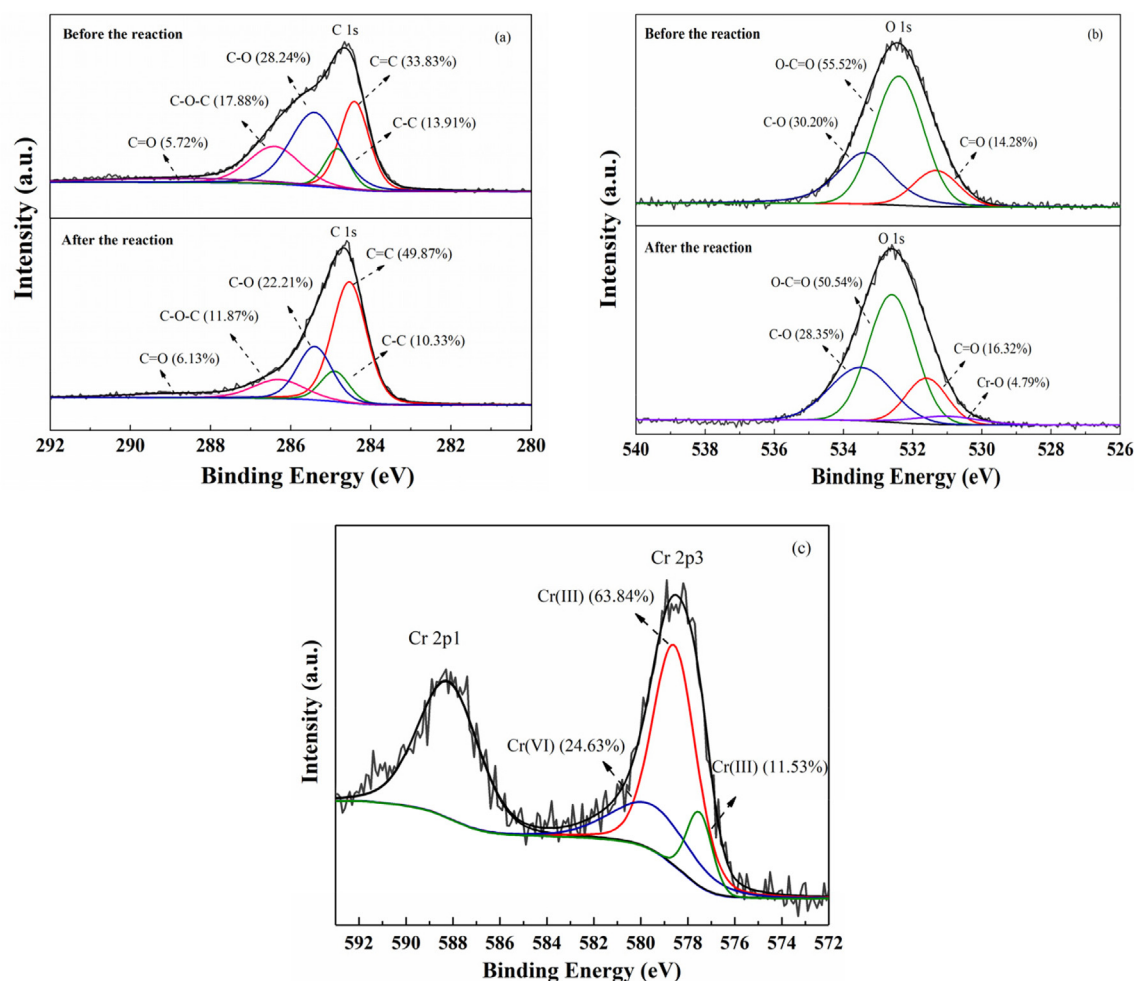 (a)
Before the reaction
C 1s
C-O (28.24%)
C=C (33.83%)
C-O-C (17.88%)
C-C (13.91%)
C=O (5.72%)
After the reaction
C 1s
C=C (49.87%)
C-O (22.21%)
C-O-C (11.87%)
C-C (10.33%)
C=O (6.13%)
Intensity (a.u.)
292 290 288 286 284 282 280
Binding Energy (eV)
(b)
Before the reaction
O 1s
O-C=O (55.52%)
C-O (30.20%)
C=O (14.28%)
After the reaction
O 1s
O-C=O (50.54%)
C-O (28.35%)
C=O (16.32%)
Cr-O (4.79%)
Intensity (a.u.)
540 538 536 534 532 530 528 526
Binding Energy (eV)
(c)
Cr 2p3
Cr(III) (63.84%)
Cr 2p1
Cr(VI) (24.63%)
Cr(III) (11.53%)
Intensity (a.u.)
592 590 588 586 584 582 580 578 576 574 572
Binding Energy (eV)